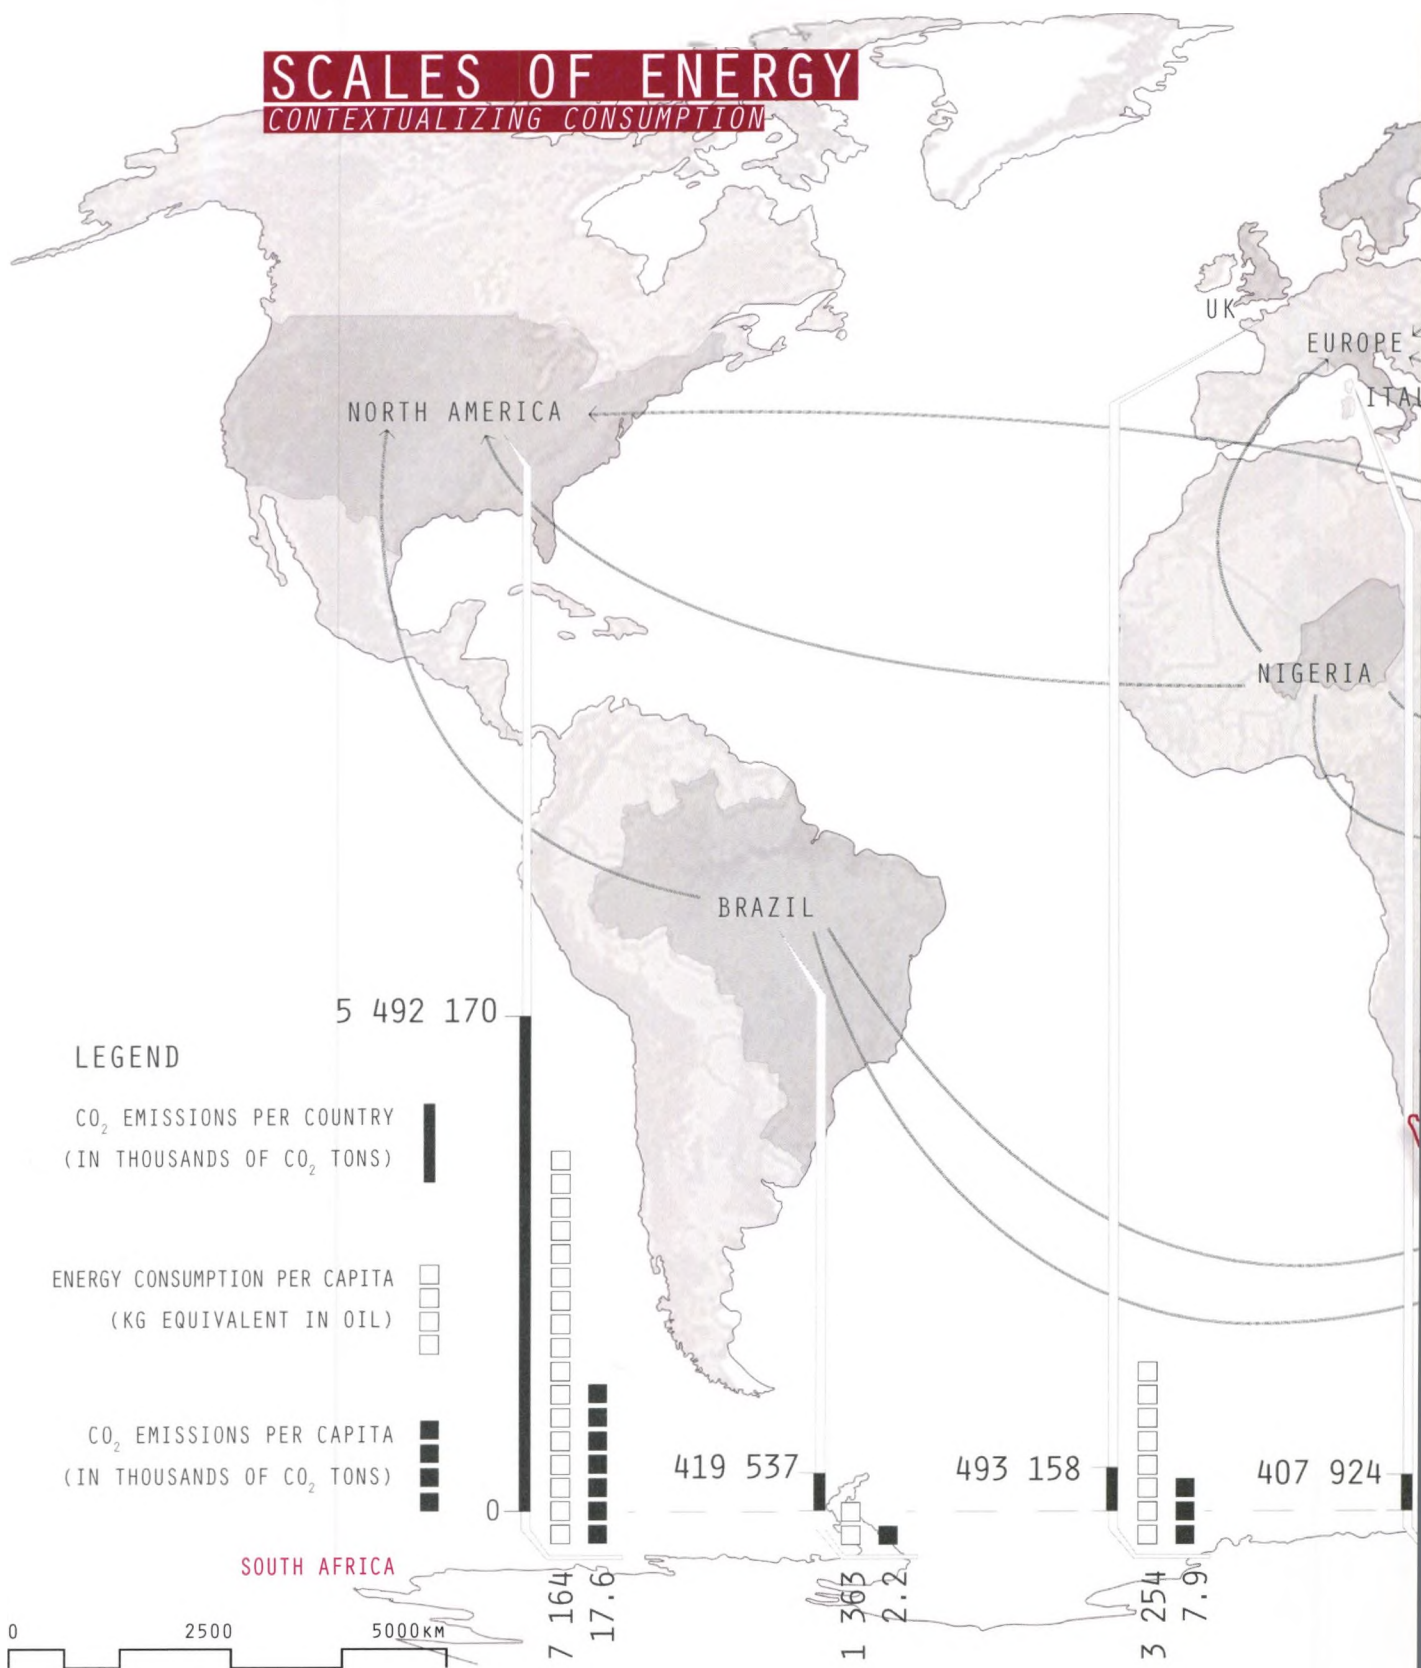 SCALES OF ENERGY
CONTEXTUALIZING CONSUMPTION
UK
EUROPE
ITAL
NORTH AMERICA
NIGERIA
BRAZIL
5 492 170
LEGEND
CO₂ EMISSIONS PER COUNTRY
(IN THOUSANDS OF CO₂ TONS)
ENERGY CONSUMPTION PER CAPITA
(KG EQUIVALENT IN OIL)
CO₂ EMISSIONS PER CAPITA
(IN THOUSANDS OF CO₂ TONS)
0
419 537
493 158
407 924
SOUTH AFRICA
7 164
17.6
1 363
2.2
3 254
7.9
0 2500 5000KM